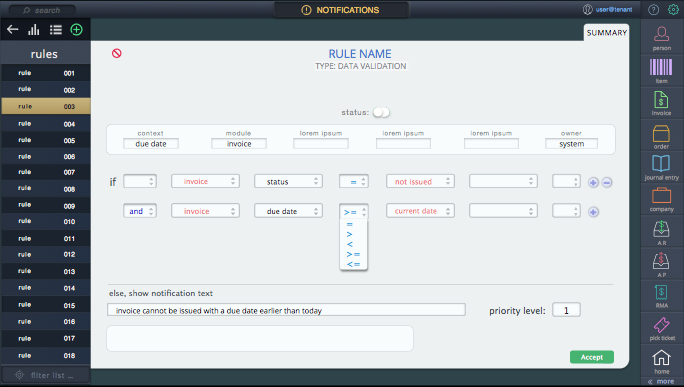 search
NOTIFICATIONS
user@tenant
rules
rule 001
rule 002
rule 003
rule 004
rule 005
rule 006
rule 007
rule 008
rule 009
rule 010
rule 011
rule 012
rule 013
rule 014
rule 015
rule 016
rule 017
rule 018
filter list ...
SUMMARY
RULE NAME
TYPE: DATA VALIDATION
status:
context module lorem ipsum lorem ipsum lorem ipsum owner
due date invoice system
if invoice status = not issued
and invoice due date >= current date
=
>
<
>=
<=
else, show notification text
invoice cannot be issued with a due date earlier than today
priority level: 1
Accept
person
item
invoice
order
journal entry
company
A.R
A.P
RMA
pick ticket
home
« more